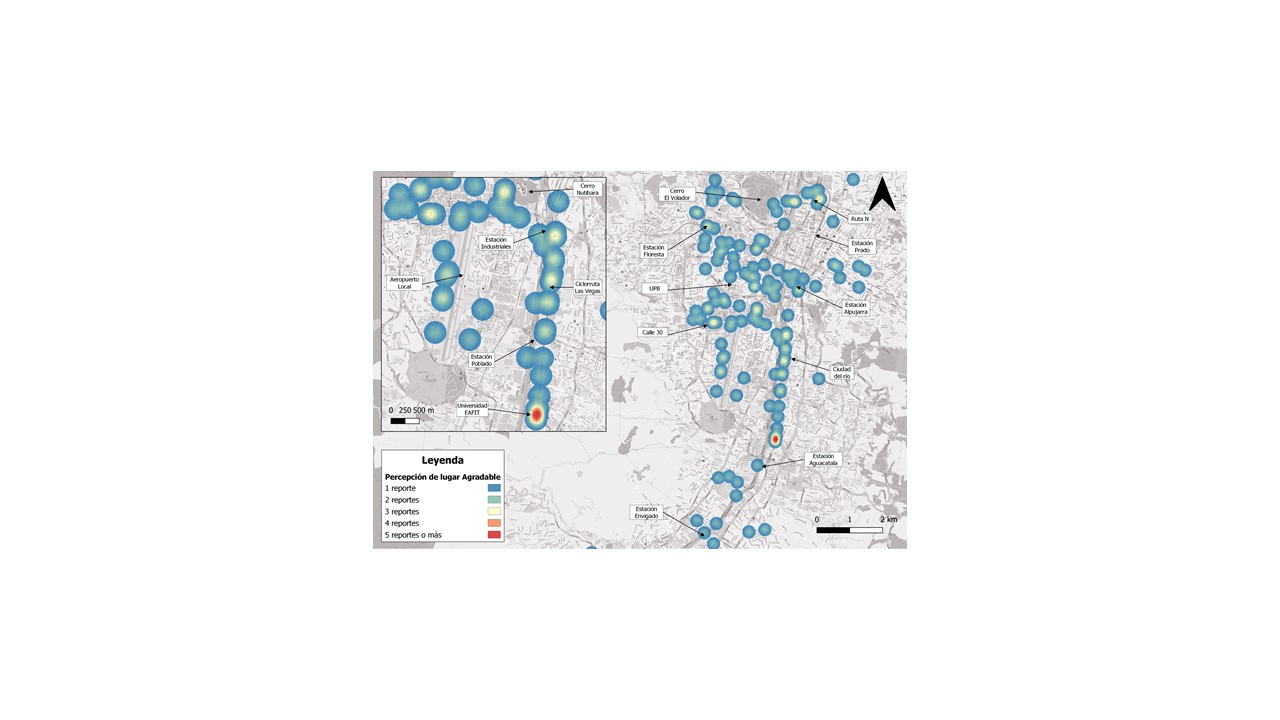 Cerro
Nutibara
Estación
Industriales
Aeropuerto
Local
Ciclorruta
Las Vegas
Estación
Poblado
Universidad
EAFIT
0 250 500 m
Leyenda
Percepción de lugar Agradable
1 reporte
2 reportes
3 reportes
4 reportes
5 reportes o más
Cerro
El Volador
Ruta N
Estación
Prado
Estación
Floresta
UPB
Estación
Alpujarra
Calle 30
Ciudad
del río
Estación
Aguacatala
Estación
Envigado
0 1 2 km